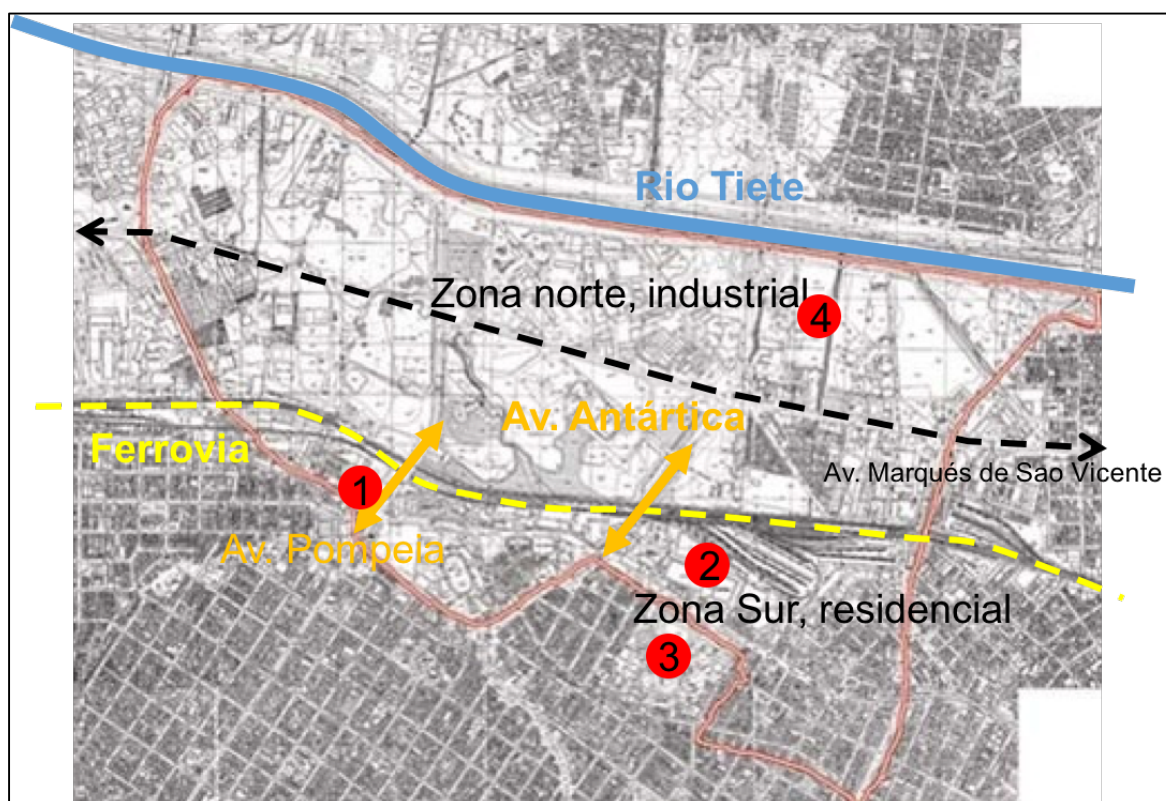 Rio Tiete
Zona norte, industrial
4
Av. Antártica
Ferrovia
Av. Marqués de Sao Vicente
1
Av. Pompeia
2
Zona Sur, residencial
3